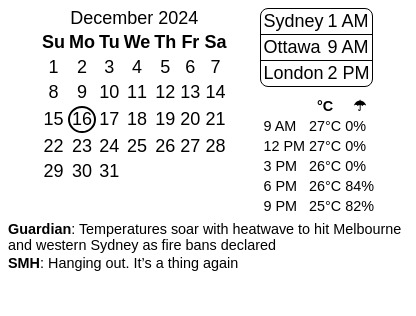 December 2024
Su Mo Tu We Th Fr Sa
1 2 3 4 5 6 7
8 9 10 11 12 13 14
15 16 17 18 19 20 21
22 23 24 25 26 27 28
29 30 31
Sydney 1 AM
Ottawa 9 AM
London 2 PM
°C ☂
9 AM 27°C 0%
12 PM 27°C 0%
3 PM 26°C 0%
6 PM 26°C 84%
9 PM 25°C 82%
Guardian: Temperatures soar with heatwave to hit Melbourne
and western Sydney as fire bans declared
SMH: Hanging out. It’s a thing again